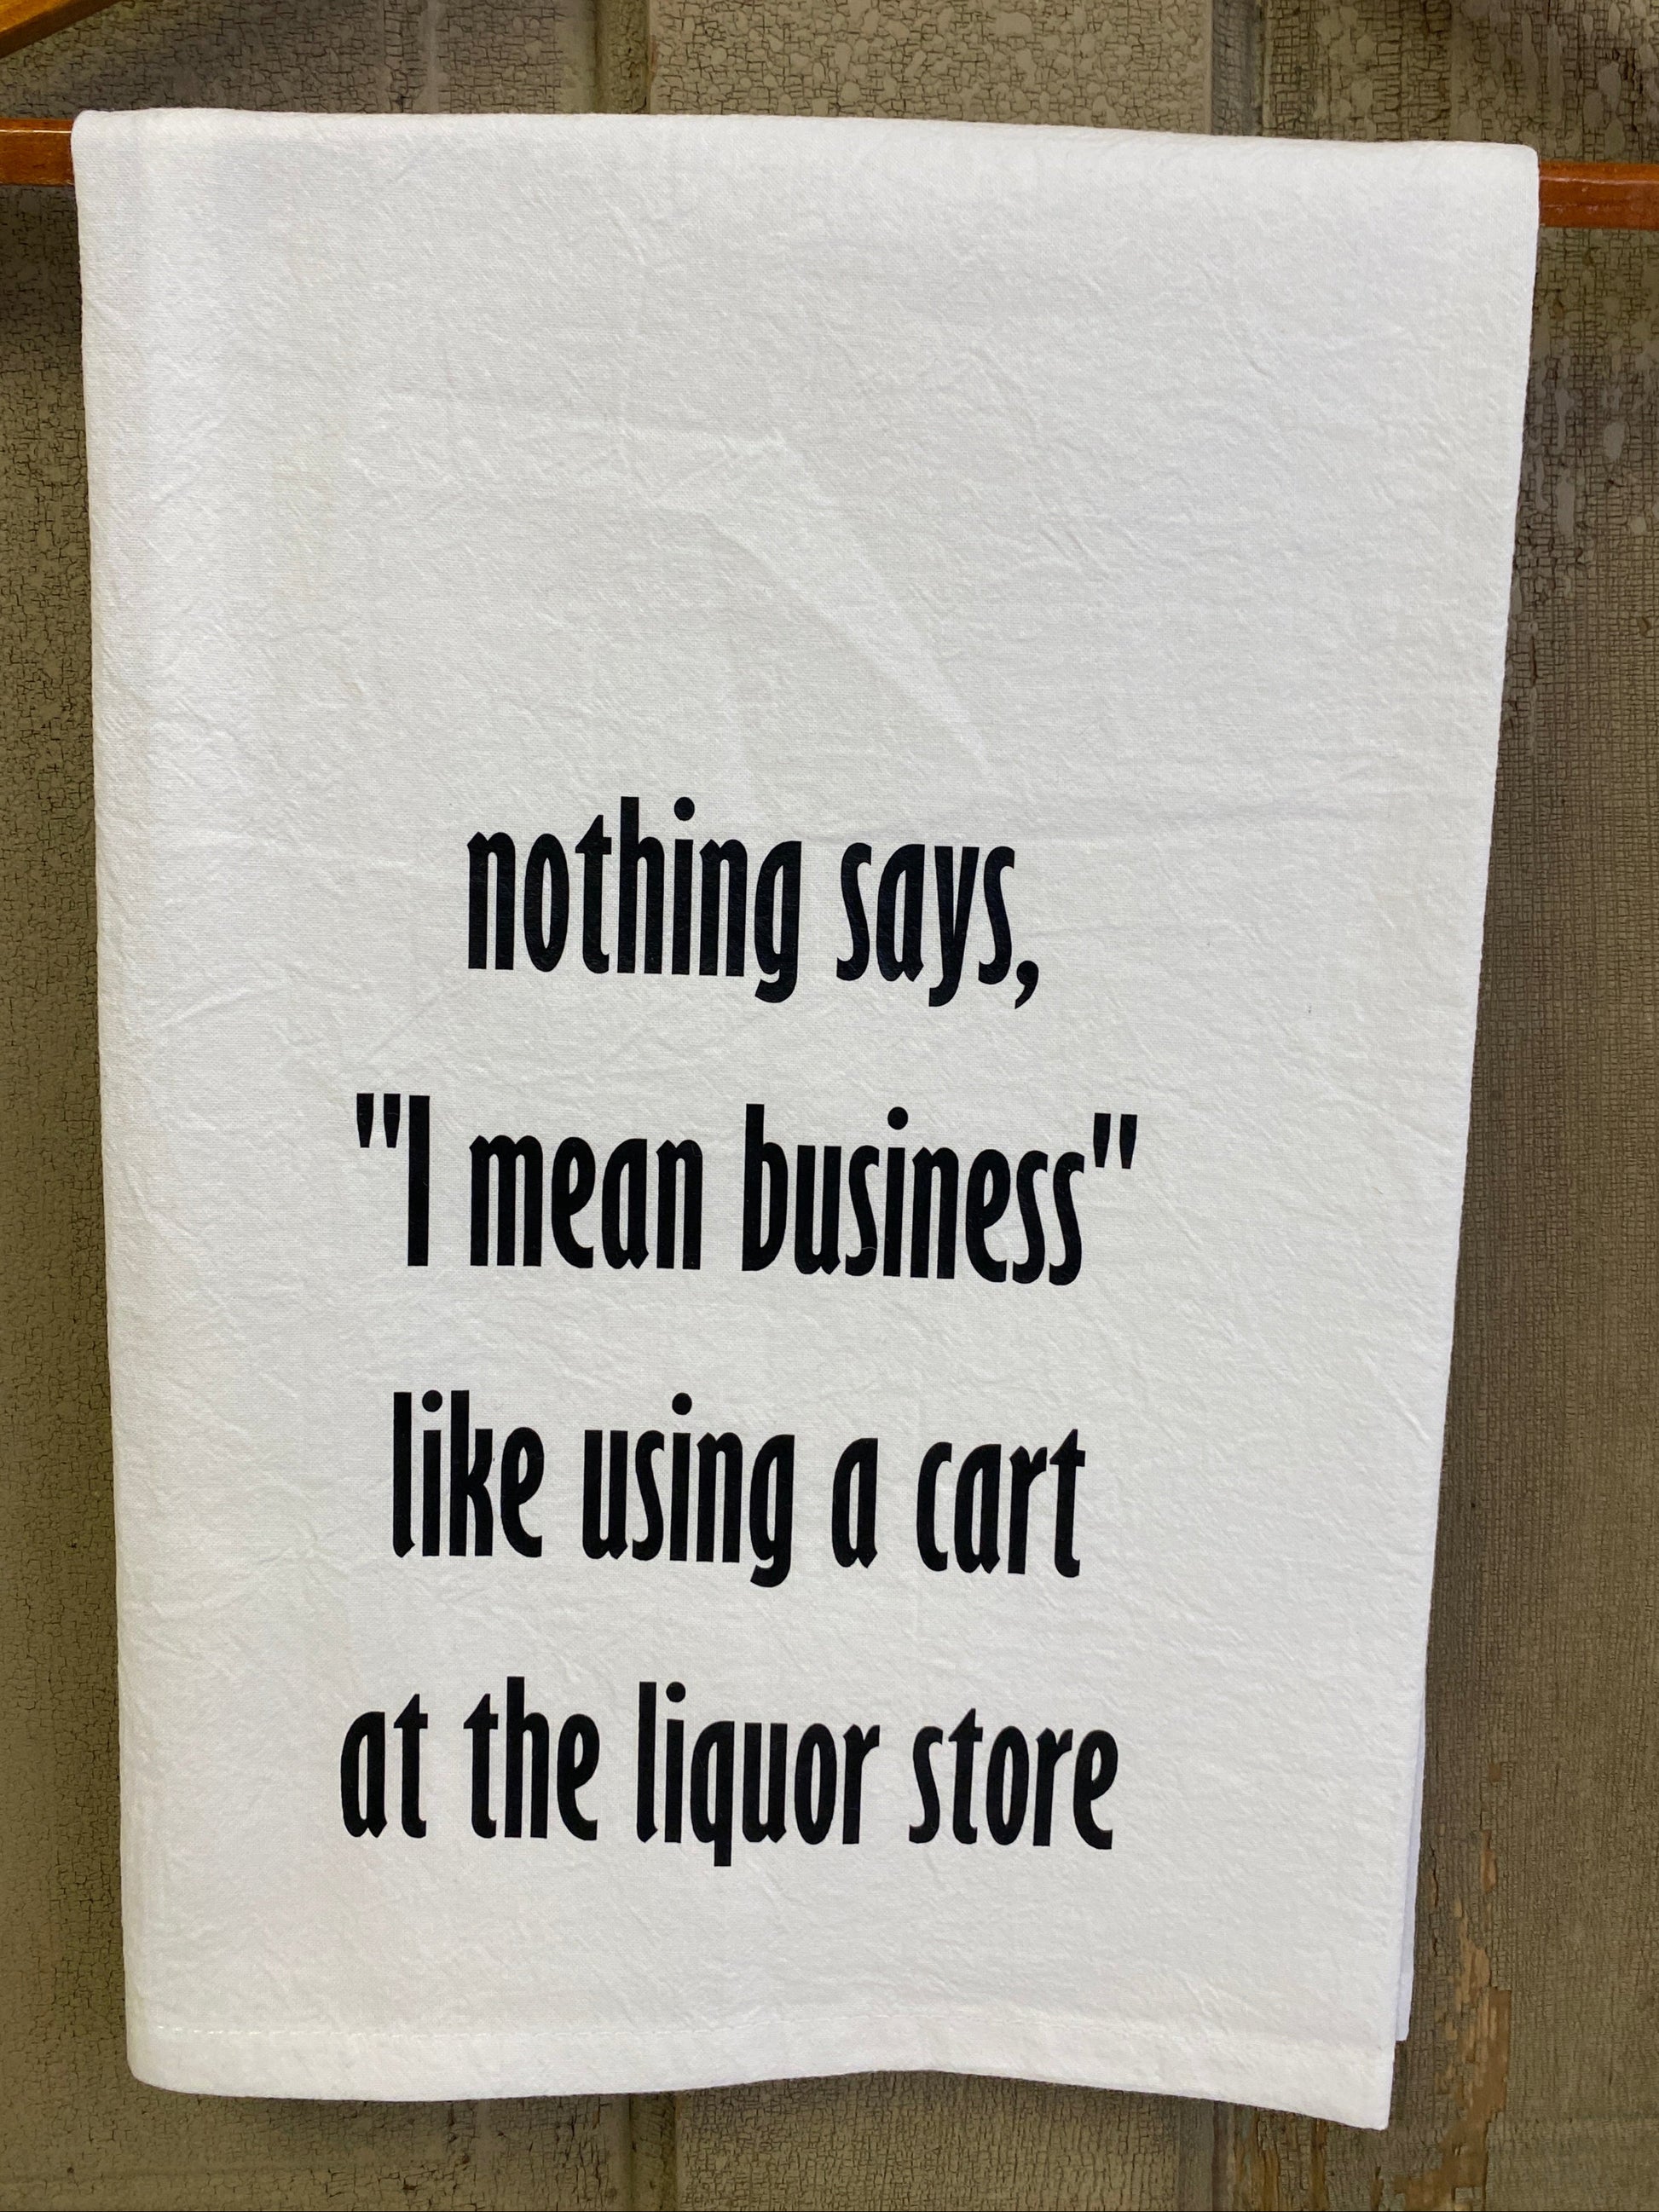 nothing says,
"I mean business"
like using a cart
at the liquor store